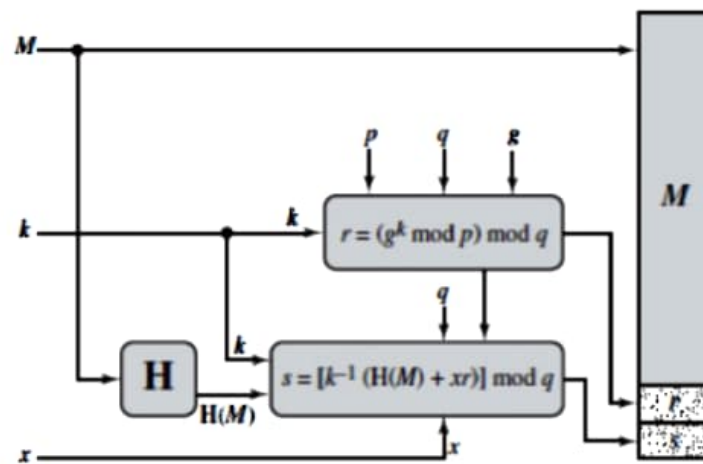 M
p q g
M
k
k
r = (g^k mod p) mod q
q
k
H
s = [k^-1 (H(M) + xr)] mod q
r
H(M)
s
x
x